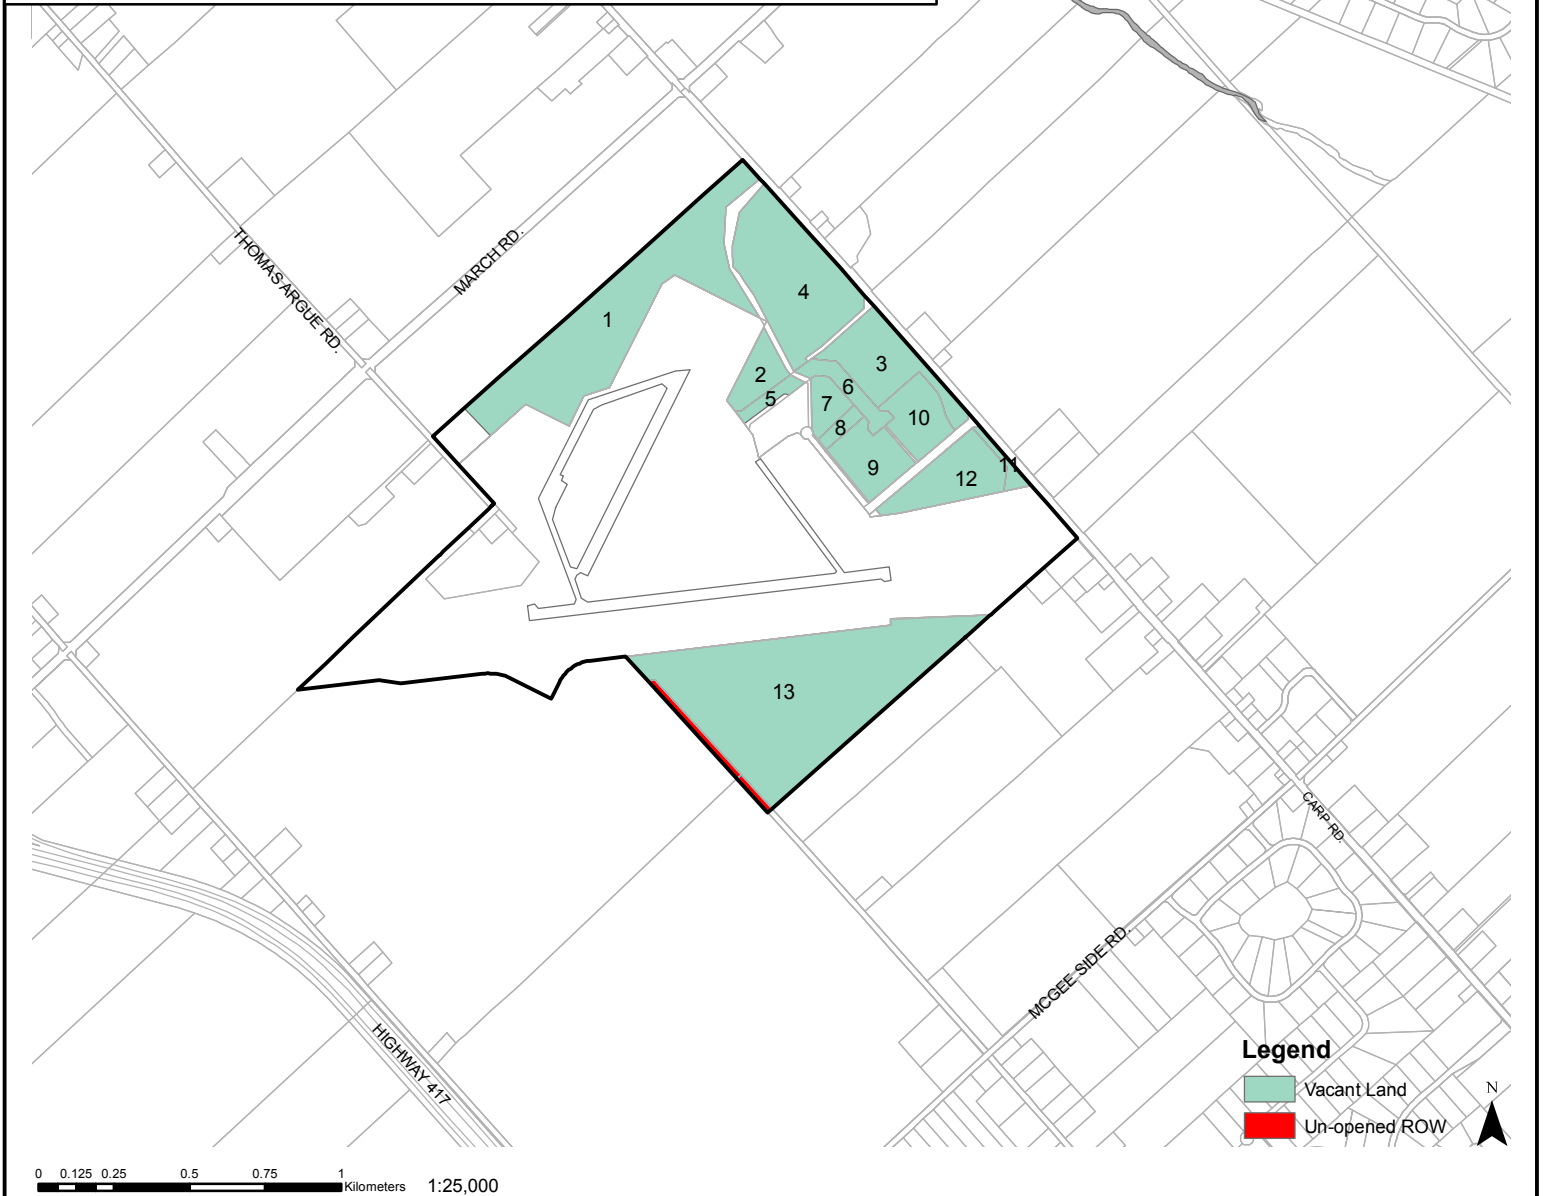 THOMAS ARGUE RD.
MARCH RD.
1
4
3
2
6
5
7
10
8
9
11
12
13
CARP RD.
MCGEE SIDE RD.
HIGHWAY 417
Legend
Vacant Land
Un-opened ROW
N
0 0.125 0.25 0.5 0.75 1
Kilometers 1:25,000